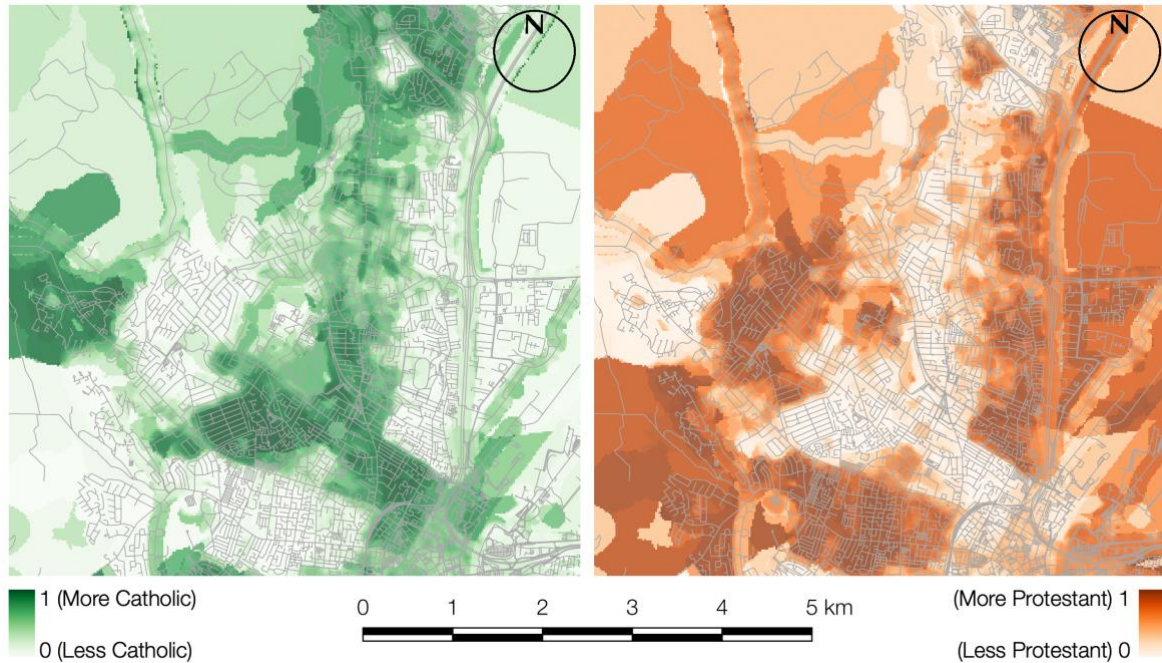 N
N
1 (More Catholic)
0 (Less Catholic)
0 1 2 3 4 5 km
(More Protestant) 1
(Less Protestant) 0